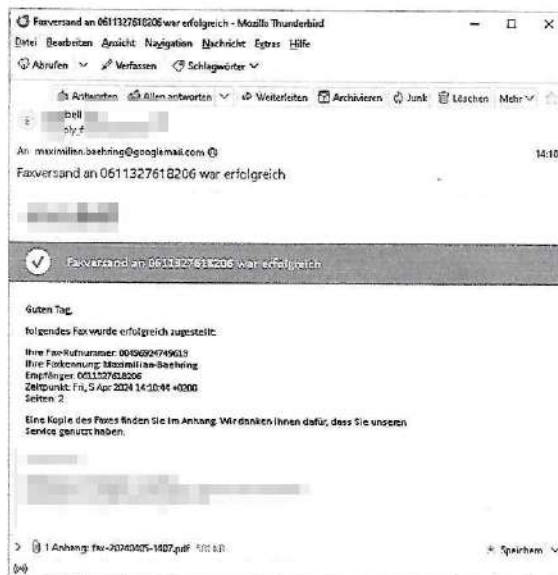 Faxversand an 0611327618206 war erfolgreich - Mozilla Thunderbird
Datei Bearbeiten Ansicht Navigation Nachricht Extras Hilfe
Abrufen Verfassen Schlagwörter
Antworten Allen antworten Weiterleiten Archivieren Junk Löschen Mehr
bell
ply_f
An maximilian.baehring@googlemail.com 14:10
Faxversand an 0611327618206 war erfolgreich
Faxversand an 0611327618206 war erfolgreich
Guten Tag,
folgendes Fax wurde erfolgreich zugestellt:
Ihre Fax-Rufnummer: 00496924749619
Ihre Faxkennung: Maximilian-Baehring
Empfänger: 0611327618206
Zeitpunkt: Fri, 5 Apr 2024 14:10:44 +0200
Seiten: 2
Eine Kopie des Faxes finden Sie im Anhang. Wir danken Ihnen dafür, dass Sie unseren
Service genutzt haben.
1 Anhang: fax-20240405-1407.pdf Speichern